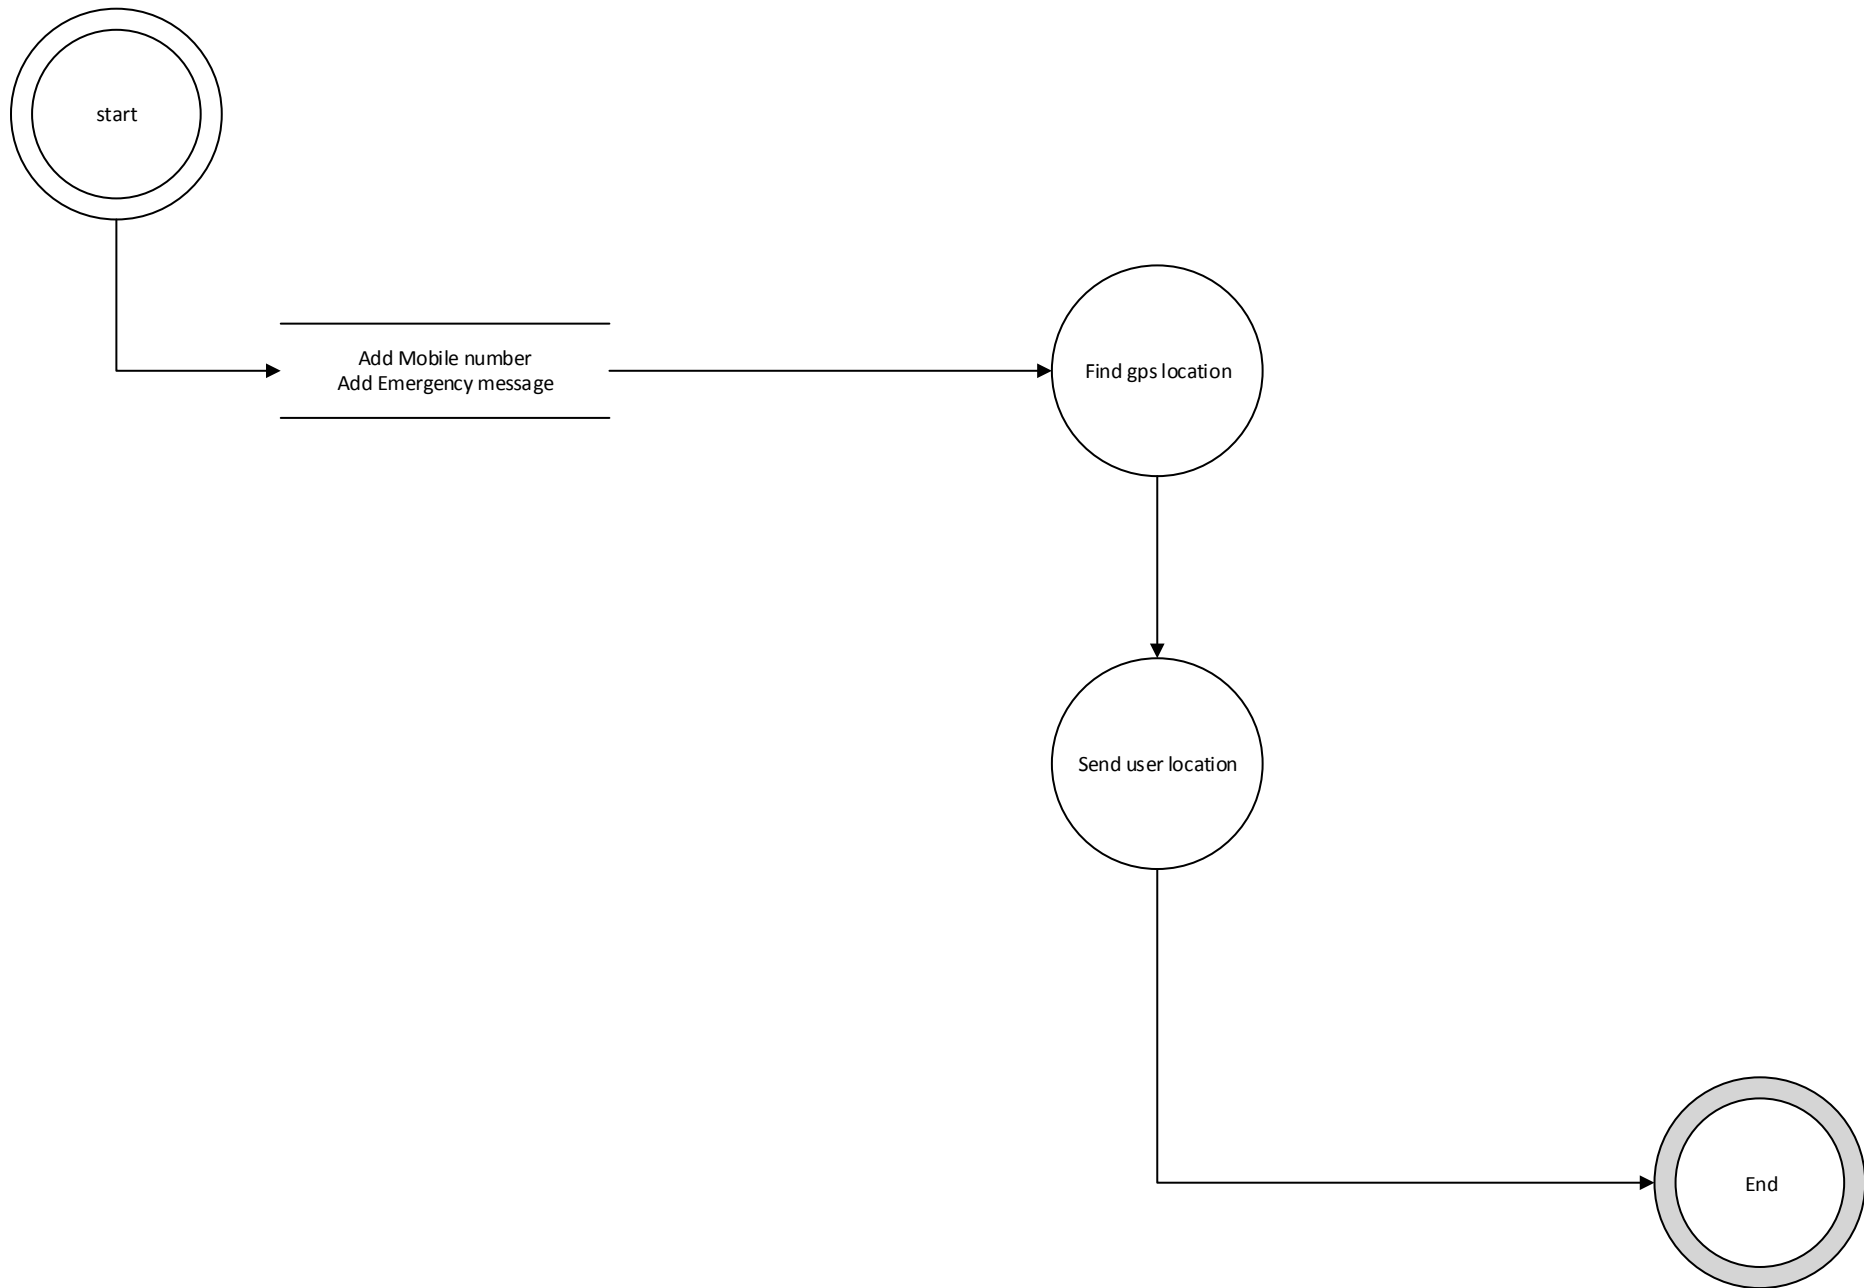 start
Add Mobile number
Add Emergency message
Find gps location
Send user location
End